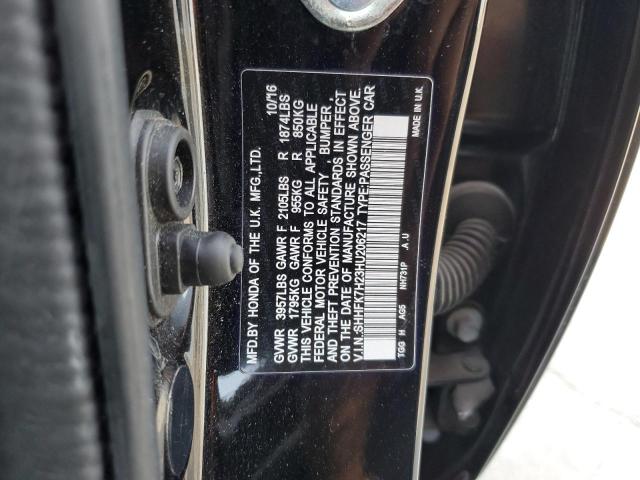 MFD.BY HONDA OF THE U.K. MFG.,LTD. 10/16
GVWR 3957LBS GAWR F 2105LBS R 1874LBS
GVWR 1795KG GAWR F 955KG R 850KG
THIS VEHICLE CONFORMS TO ALL APPLICABLE
FEDERAL MOTOR VEHICLE SAFETY , BUMPER ,
AND THEFT PREVENTION STANDARDS IN EFFECT
ON THE DATE OF MANUFACTURE SHOWN ABOVE.
V.I.N.SHHFK7H23HU206217 TYPE:PASSENGER CAR
TGG H AG5 NH731P .A .U MADE IN U.K.